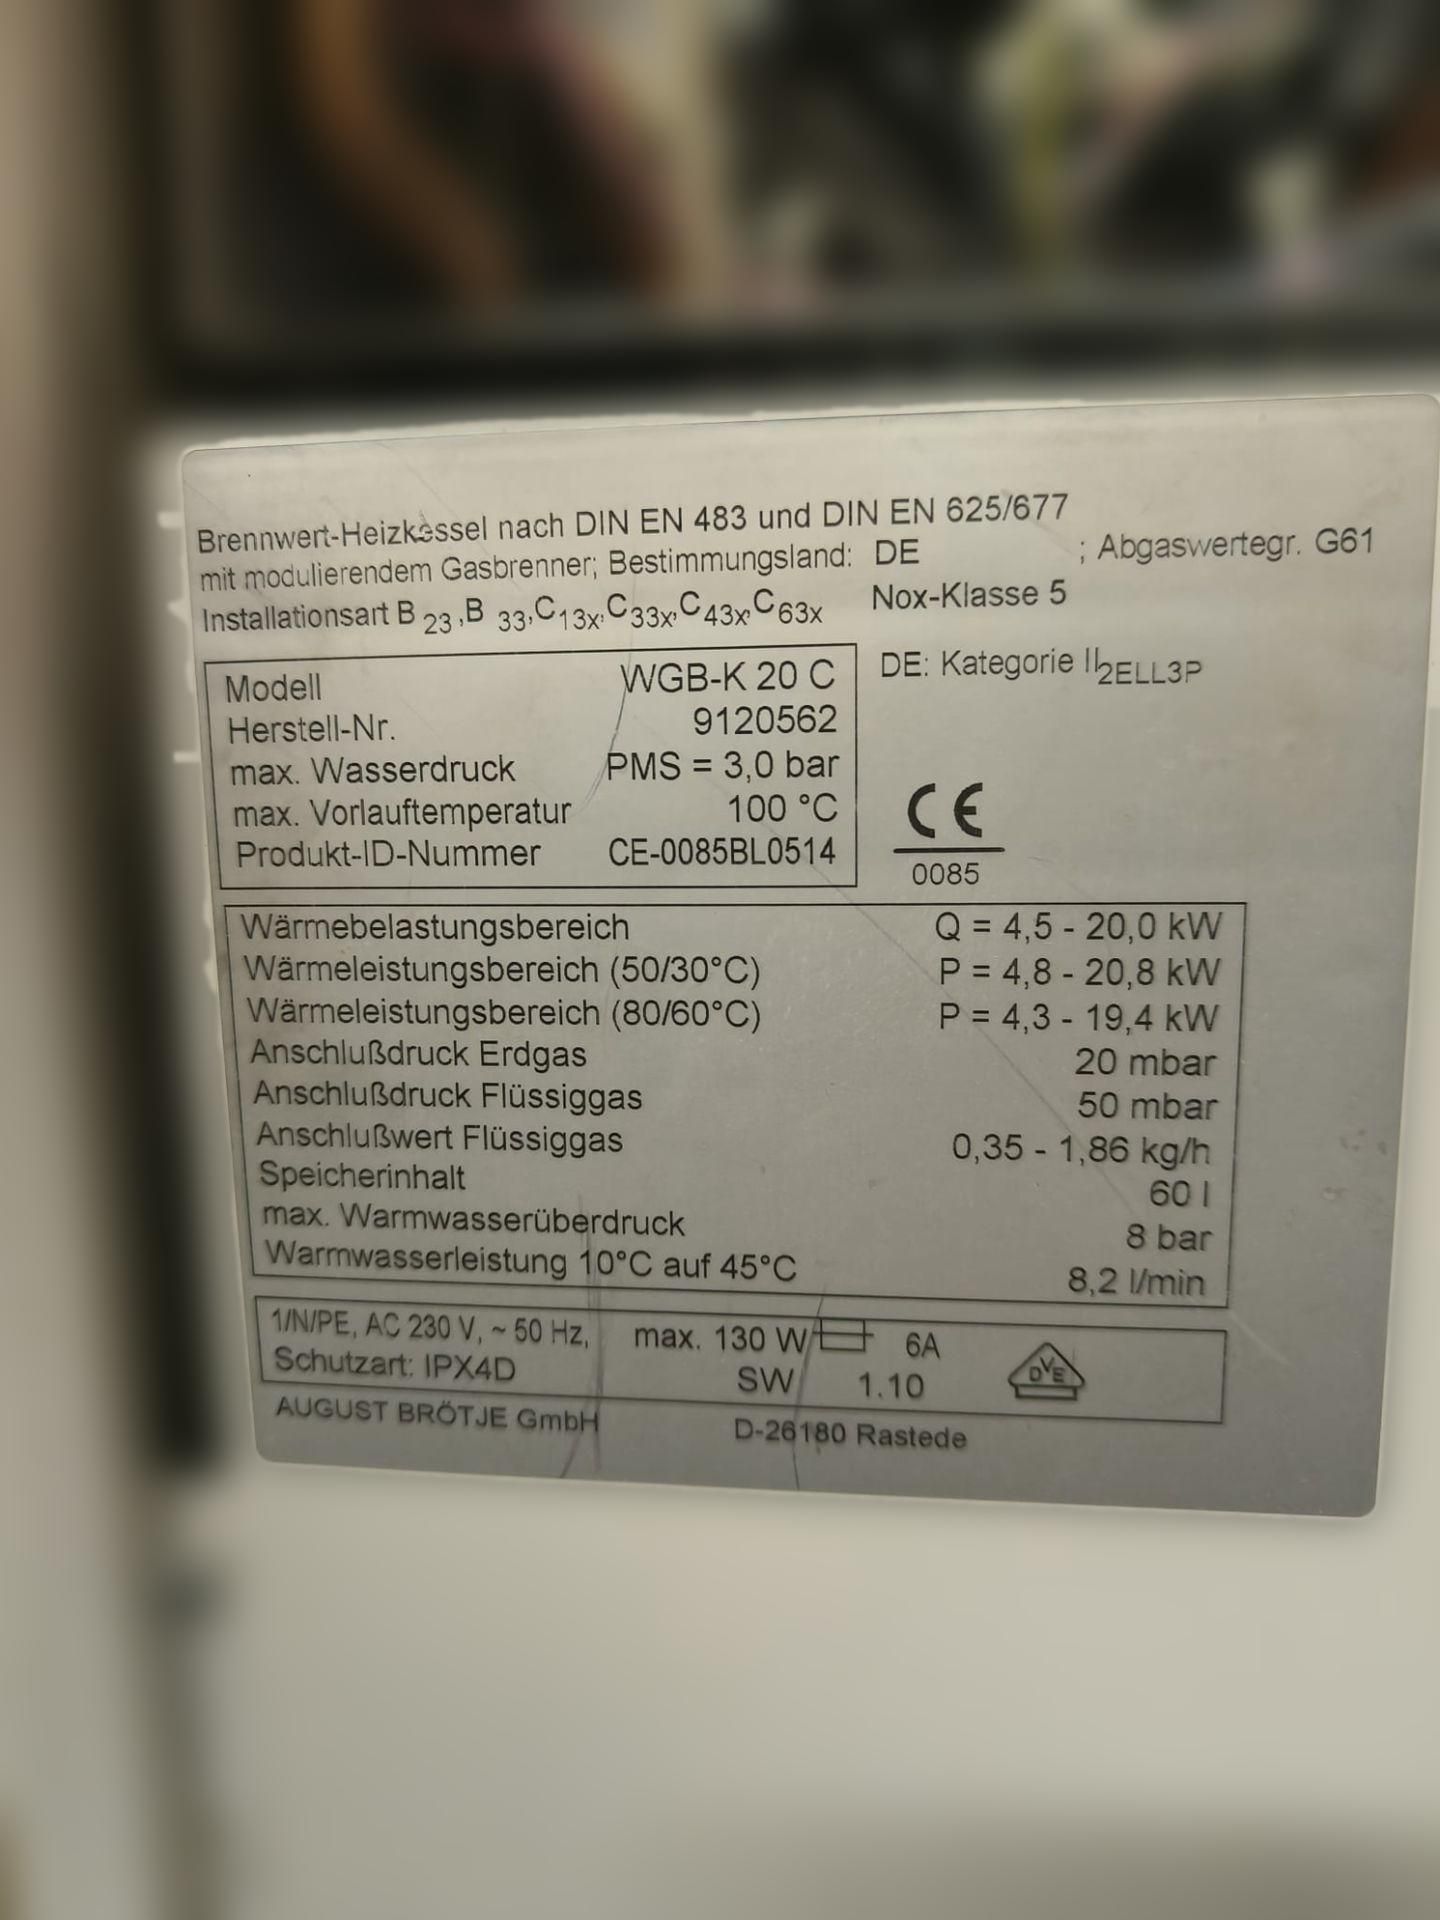 Brennwert-Heizkessel nach DIN EN 483 und DIN EN 625/677
mit modulierendem Gasbrenner; Bestimmungsland: DE ; Abgaswertegr. G61
Installationsart B 23,B 33,C13x,C33x,C43x,C63x Nox-Klasse 5
DE: Kategorie II2ELL3P
Modell WGB-K 20 C
Herstell-Nr. 9120562
max. Wasserdruck PMS = 3,0 bar
max. Vorlauftemperatur 100 °C
Produkt-ID-Nummer CE-0085BL0514
CE
0085
Wärmebelastungsbereich Q = 4,5 - 20,0 kW
Wärmeleistungsbereich (50/30°C) P = 4,8 - 20,8 kW
Wärmeleistungsbereich (80/60°C) P = 4,3 - 19,4 kW
Anschlußdruck Erdgas 20 mbar
Anschlußdruck Flüssiggas 50 mbar
Anschlußwert Flüssiggas 0,35 - 1,86 kg/h
Speicherinhalt 60 l
max. Warmwasserüberdruck 8 bar
Warmwasserleistung 10°C auf 45°C 8,2 l/min
1/N/PE, AC 230 V, ~ 50 Hz, max. 130 W 6A
Schutzart: IPX4D SW 1.10
DVE
AUGUST BRÖTJE GmbH D-26180 Rastede